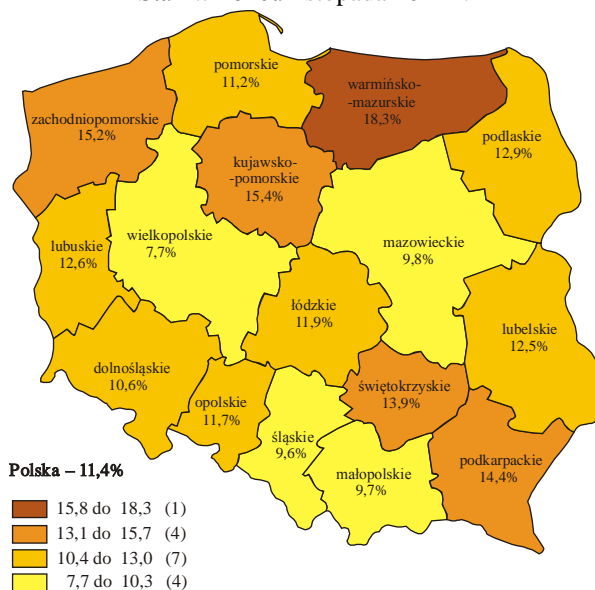 pomorskie
11,2%
warmińsko-
-mazurskie
18,3%
zachodniopomorskie
15,2%
podlaskie
12,9%
kujawsko-
-pomorskie
15,4%
wielkopolskie
7,7%
mazowieckie
9,8%
lubuskie
12,6%
łódzkie
11,9%
lubelskie
12,5%
dolnośląskie
10,6%
świętokrzyskie
13,9%
opolskie
11,7%
śląskie
9,6%
małopolskie
9,7%
podkarpackie
14,4%
Polska – 11,4%
15,8 do 18,3 (1)
13,1 do 15,7 (4)
10,4 do 13,0 (7)
7,7 do 10,3 (4)